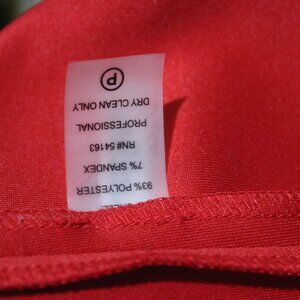 93% POLYESTER
7% SPANDEX
RN# 54163
PROFESSIONAL
DRY CLEAN ONLY
P